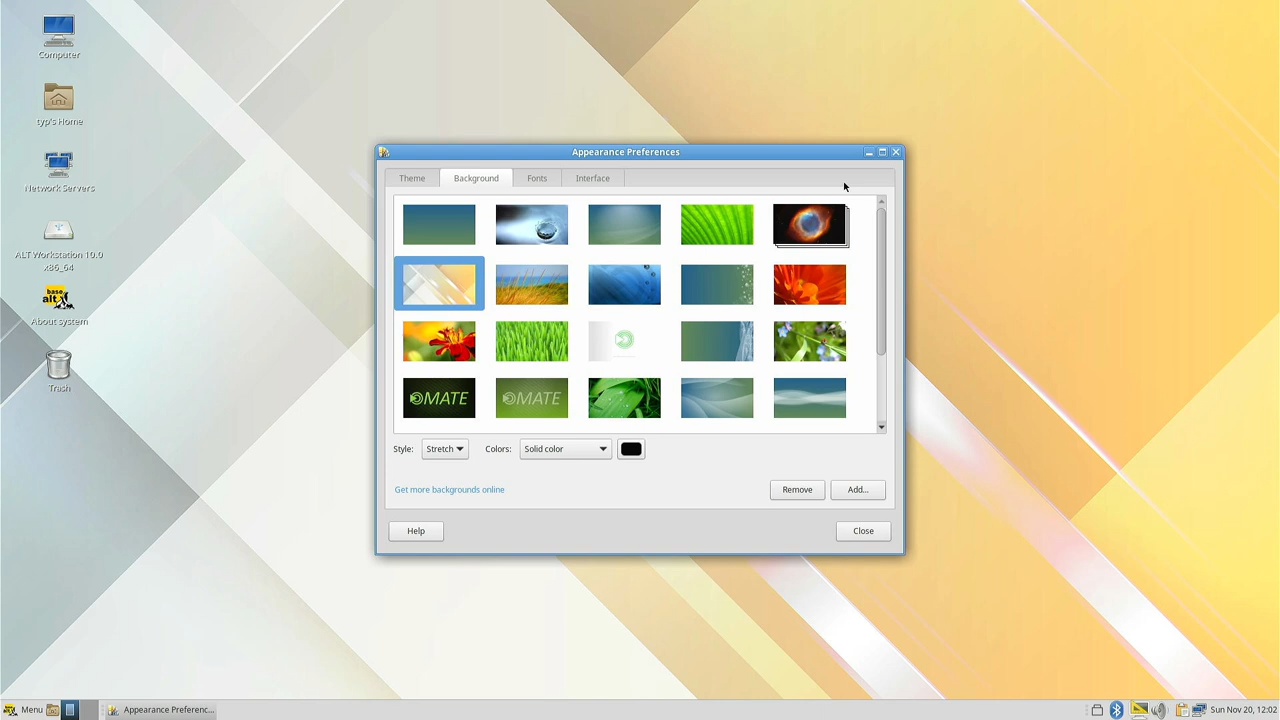 Computer
typ's Home
Network Servers
ALT Workstation 10.0
x86_64
base
alt
About system
Trash
Appearance Preferences
Theme
Background
Fonts
Interface
MATE
MATE
Style:
Stretch
Colors:
Solid color
Get more backgrounds online
Remove
Add...
Help
Close
Menu
Appearance Preferenc...
Sun Nov 20, 12:02